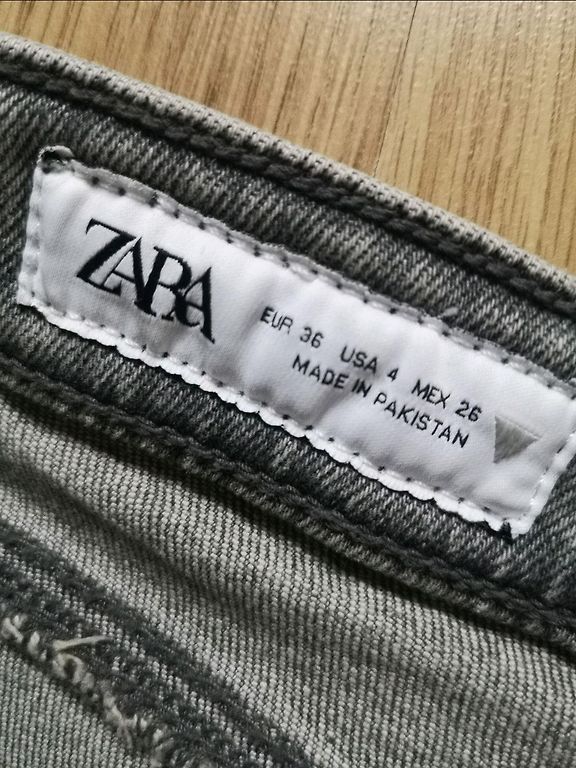 ZARA
EUR 36 USA 4 MEX 26
MADE IN PAKISTAN